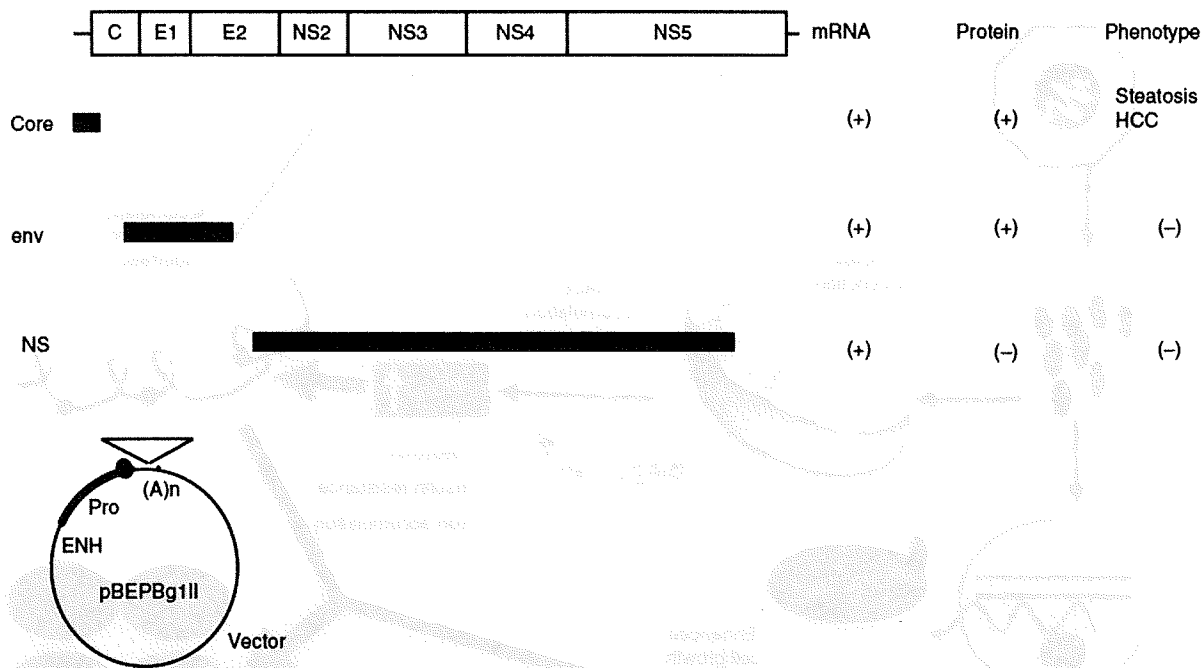 C E1 E2 NS2 NS3 NS4 NS5 mRNA Protein Phenotype
Core (+) (+) Steatosis
HCC
env (+) (+) (–)
NS (+) (–) (–)
(A)n
Pro
ENH
pBEPBg1II
Vector